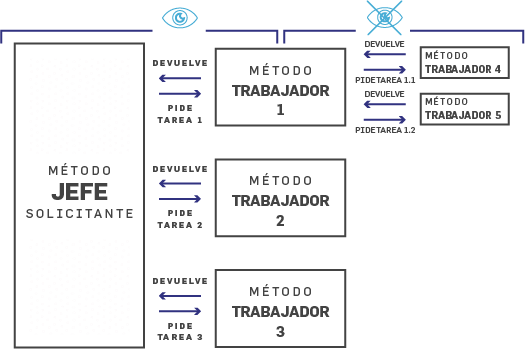 MÉTODO
JEFE
SOLICITANTE
DEVUELVE
PIDE
TAREA 1
MÉTODO
TRABAJADOR
1
DEVUELVE
PIDETAREA 1.1
MÉTODO
TRABAJADOR 4
DEVUELVE
PIDETAREA 1.2
MÉTODO
TRABAJADOR 5
DEVUELVE
PIDE
TAREA 2
MÉTODO
TRABAJADOR
2
DEVUELVE
PIDE
TAREA 3
MÉTODO
TRABAJADOR
3